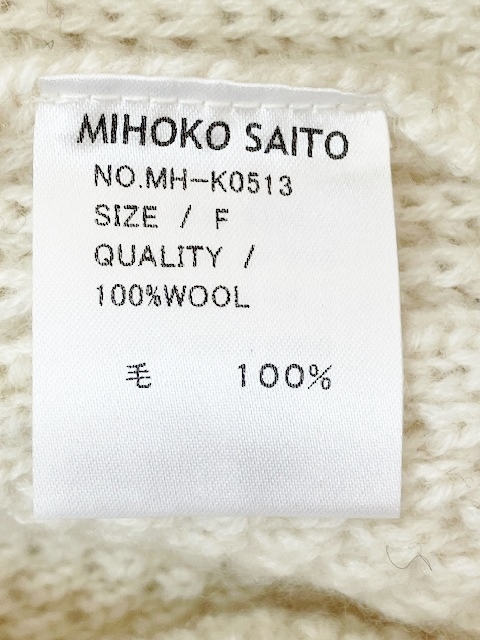 MIHOKO SAITO
NO.MH-K0513
SIZE / F
QUALITY /
100%WOOL
毛 100%